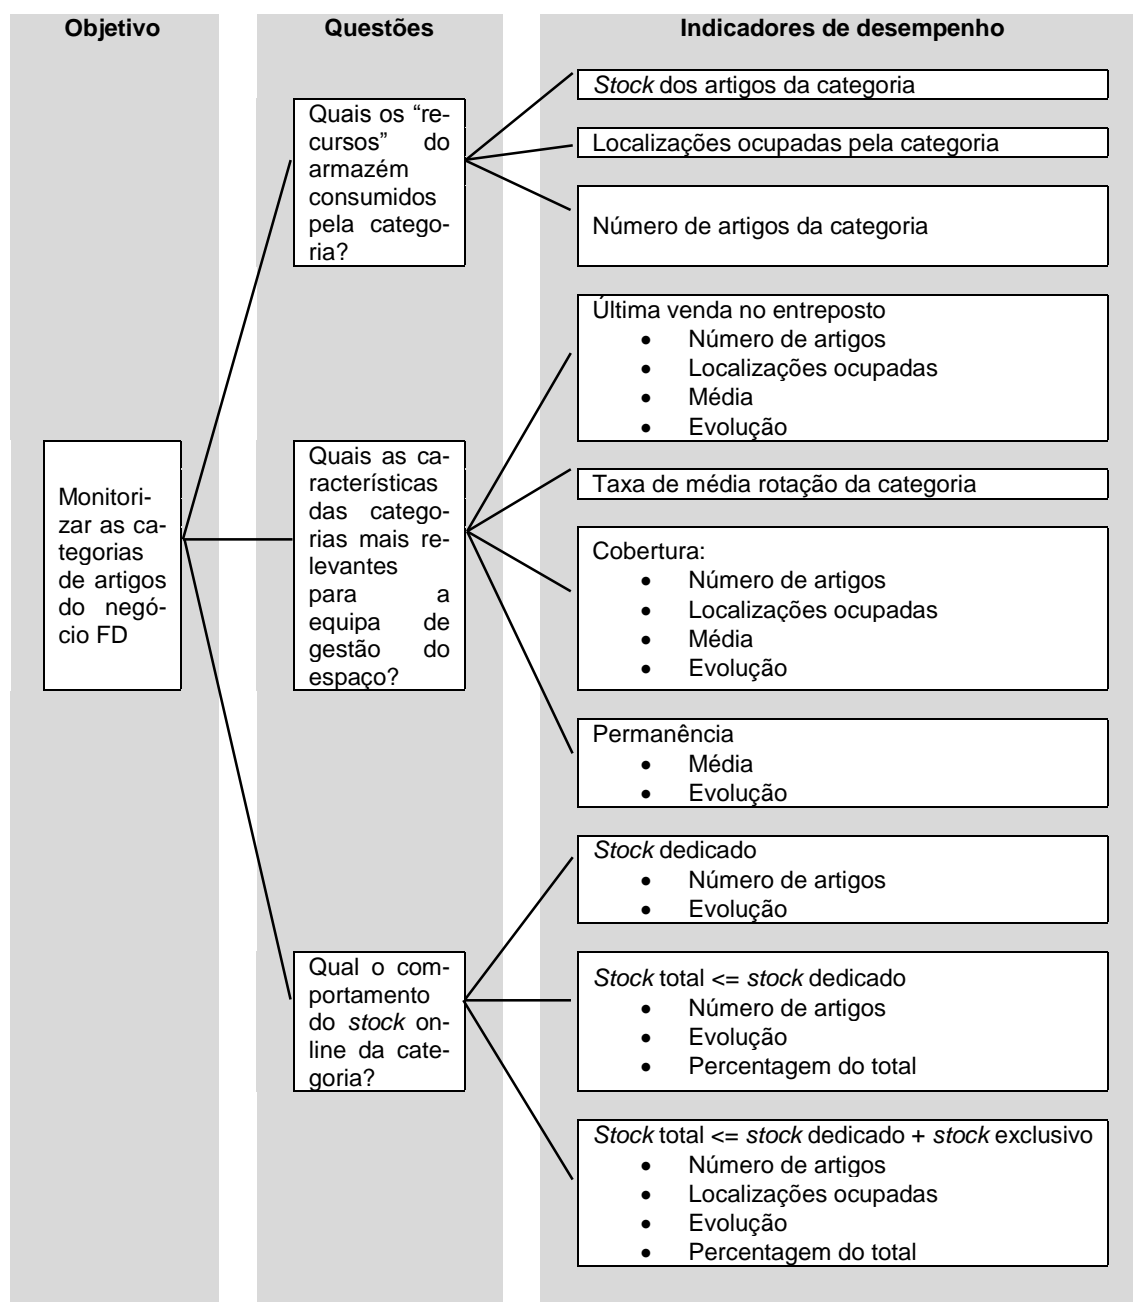 Objetivo
Questões
Indicadores de desempenho
Monitori-
zar as ca-
tegorias
de artigos
do negó-
cio FD
Quais os “re-
cursos” do
armazém
consumidos
pela catego-
ria?
Stock dos artigos da categoria
Localizações ocupadas pela categoria
Número de artigos da categoria
Quais as ca-
racterísticas
das catego-
rias mais re-
levantes
para a
equipa de
gestão do
espaço?
Última venda no entreposto
• Número de artigos
• Localizações ocupadas
• Média
• Evolução
Taxa de média rotação da categoria
Cobertura:
• Número de artigos
• Localizações ocupadas
• Média
• Evolução
Permanência
• Média
• Evolução
Qual o com-
portamento
do stock on-
line da cate-
goria?
Stock dedicado
• Número de artigos
• Evolução
Stock total <= stock dedicado
• Número de artigos
• Evolução
• Percentagem do total
Stock total <= stock dedicado + stock exclusivo
• Número de artigos
• Localizações ocupadas
• Evolução
• Percentagem do total